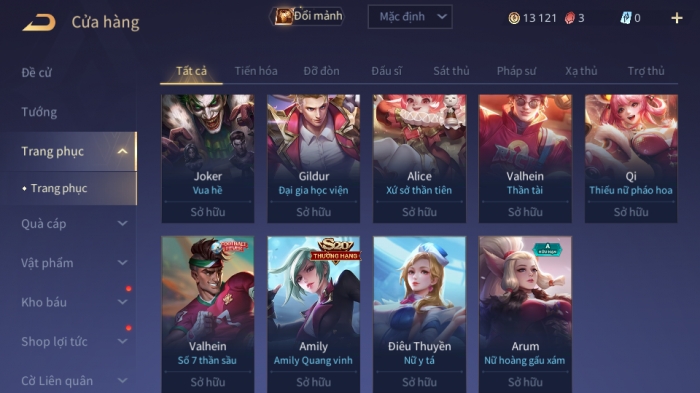 Cửa hàng
Đổi mảnh
Mặc định
13 121
3
0
Đề cử
Tướng
Trang phục
Trang phục
Quà cáp
Vật phẩm
Kho báu
Shop lợi tức
Cờ Liên quân
Tất cả Tiến hóa Đỡ đòn Đấu sĩ Sát thủ Pháp sư Xạ thủ Trợ thủ
Joker
Vua hề
Sở hữu
Gildur
Đại gia học viện
Sở hữu
Alice
Xứ sở thần tiên
Sở hữu
Valhein
Thần tài
Sở hữu
Qi
Thiếu nữ pháo hoa
Sở hữu
Valhein
Số 7 thần sầu
Sở hữu
S20
THƯỞNG HẠNG
Amily
Amily Quang vinh
Sở hữu
Điêu Thuyền
Nữ y tá
Sở hữu
A
Arum
Nữ hoàng gấu xám
Sở hữu